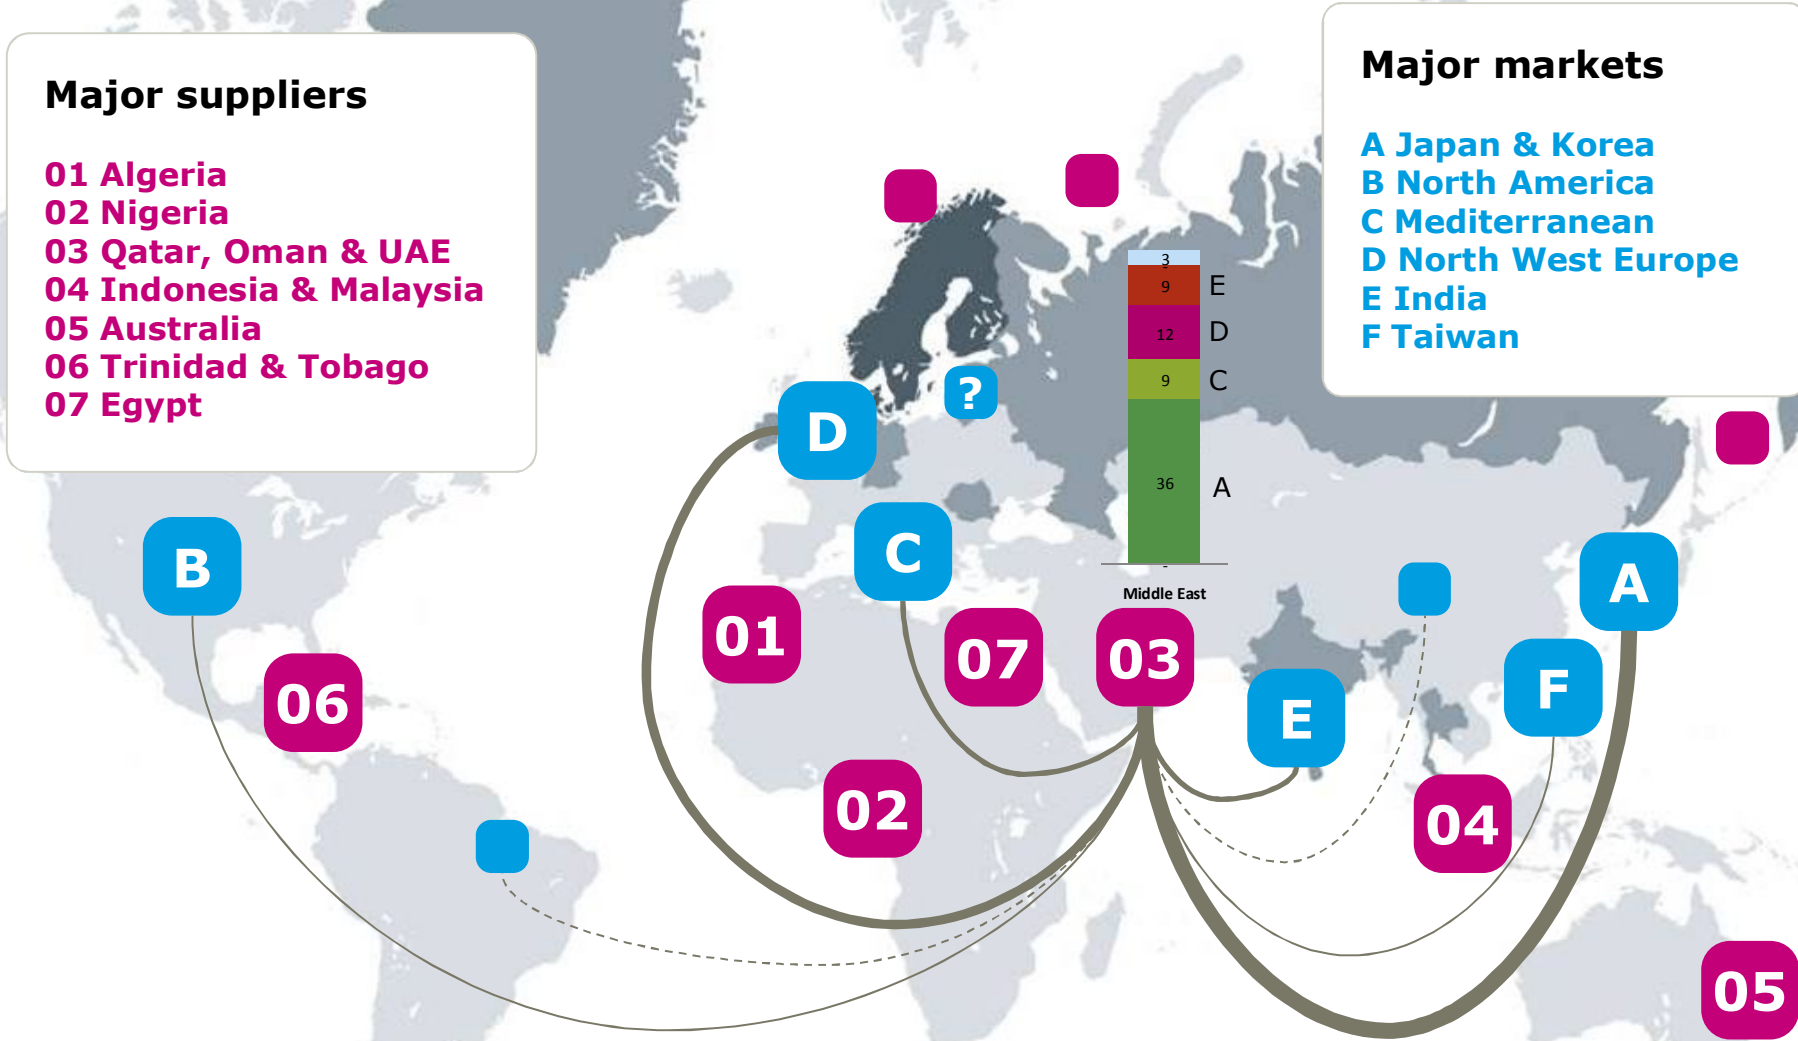 Major suppliers
01 Algeria
02 Nigeria
03 Qatar, Oman & UAE
04 Indonesia & Malaysia
05 Australia
06 Trinidad & Tobago
07 Egypt
Major markets
A Japan & Korea
B North America
C Mediterranean
D North West Europe
E India
F Taiwan
3
9 E
12 D
9 C
36 A
-
Middle East
?
D
B
C
A
01
07
03
06
E
F
02
04
05